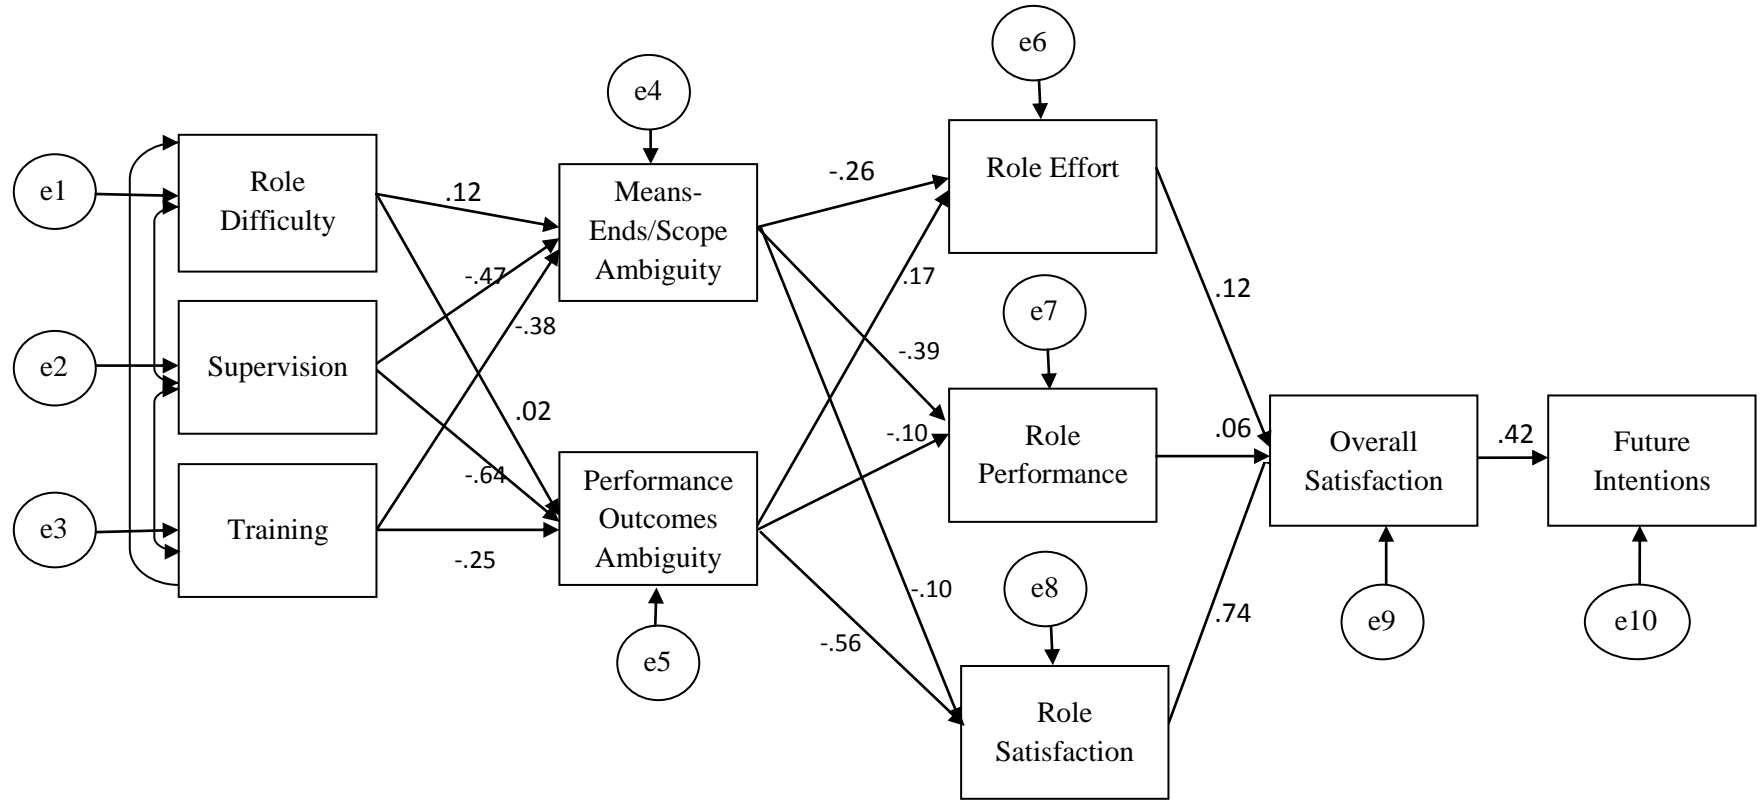 e1
e2
e3
Role
Difficulty
Supervision
Training
.12
-.47
-.38
.02
-.64
-.25
e4
Means-
Ends/Scope
Ambiguity
Performance
Outcomes
Ambiguity
e5
-.26
.17
-.39
-.10
-.10
-.56
e6
Role Effort
e7
Role
Performance
e8
Role
Satisfaction
.12
.06
.74
Overall
Satisfaction
e9
.42
Future
Intentions
e10